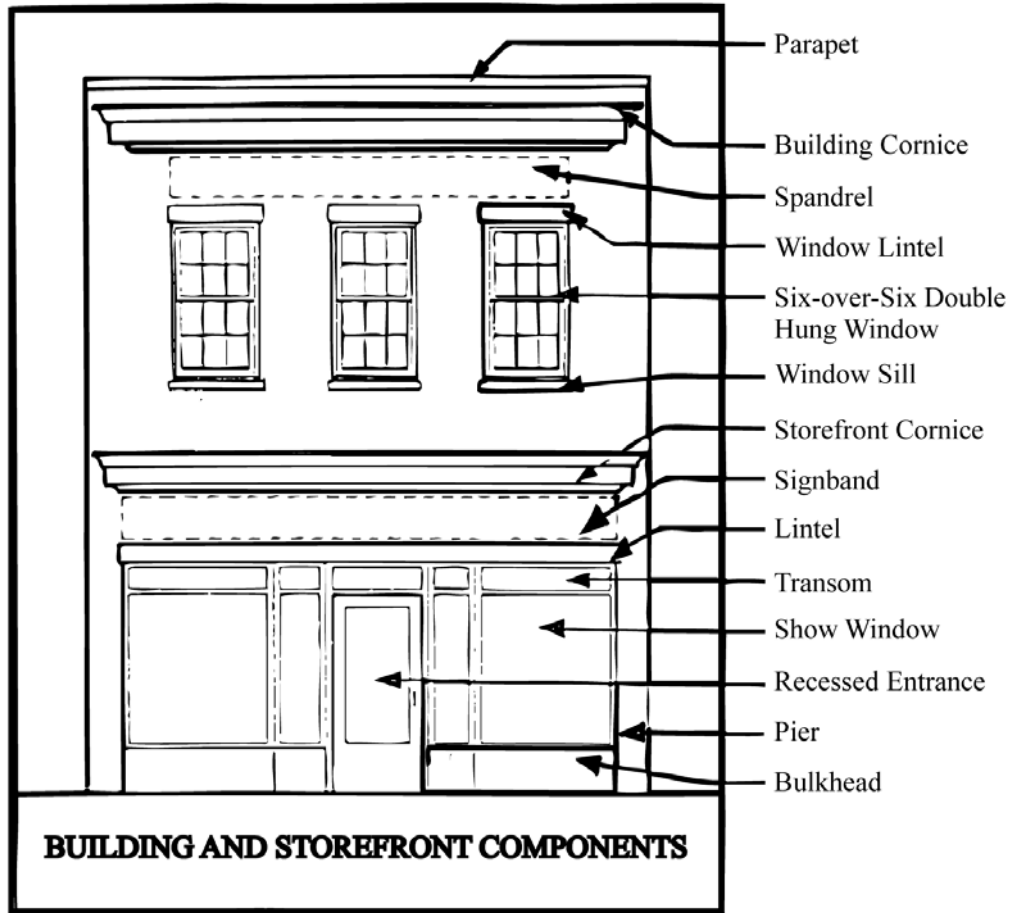 Parapet
Building Cornice
Spandrel
Window Lintel
Six-over-Six Double
Hung Window
Window Sill
Storefront Cornice
Signband
Lintel
Transom
Show Window
Recessed Entrance
Pier
Bulkhead
BUILDING AND STOREFRONT COMPONENTS